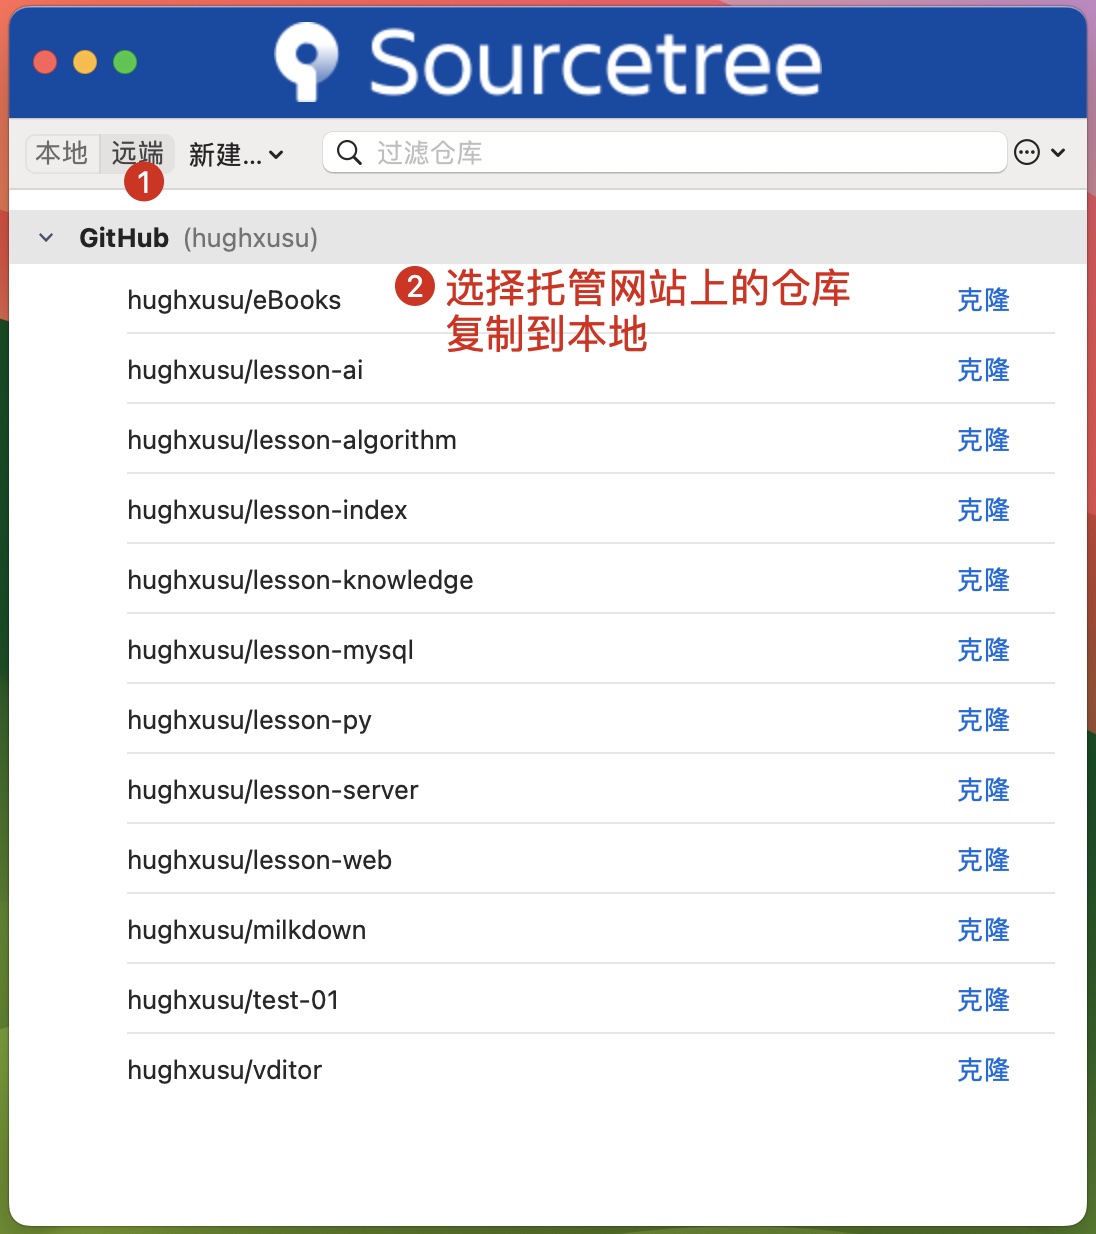 Sourcetree
本地 远端 新建... 过滤仓库
1
GitHub (hughxusu)
2 选择托管网站上的仓库
复制到本地
hughxusu/eBooks 克隆
hughxusu/lesson-ai 克隆
hughxusu/lesson-algorithm 克隆
hughxusu/lesson-index 克隆
hughxusu/lesson-knowledge 克隆
hughxusu/lesson-mysql 克隆
hughxusu/lesson-py 克隆
hughxusu/lesson-server 克隆
hughxusu/lesson-web 克隆
hughxusu/milkdown 克隆
hughxusu/test-01 克隆
hughxusu/vditor 克隆